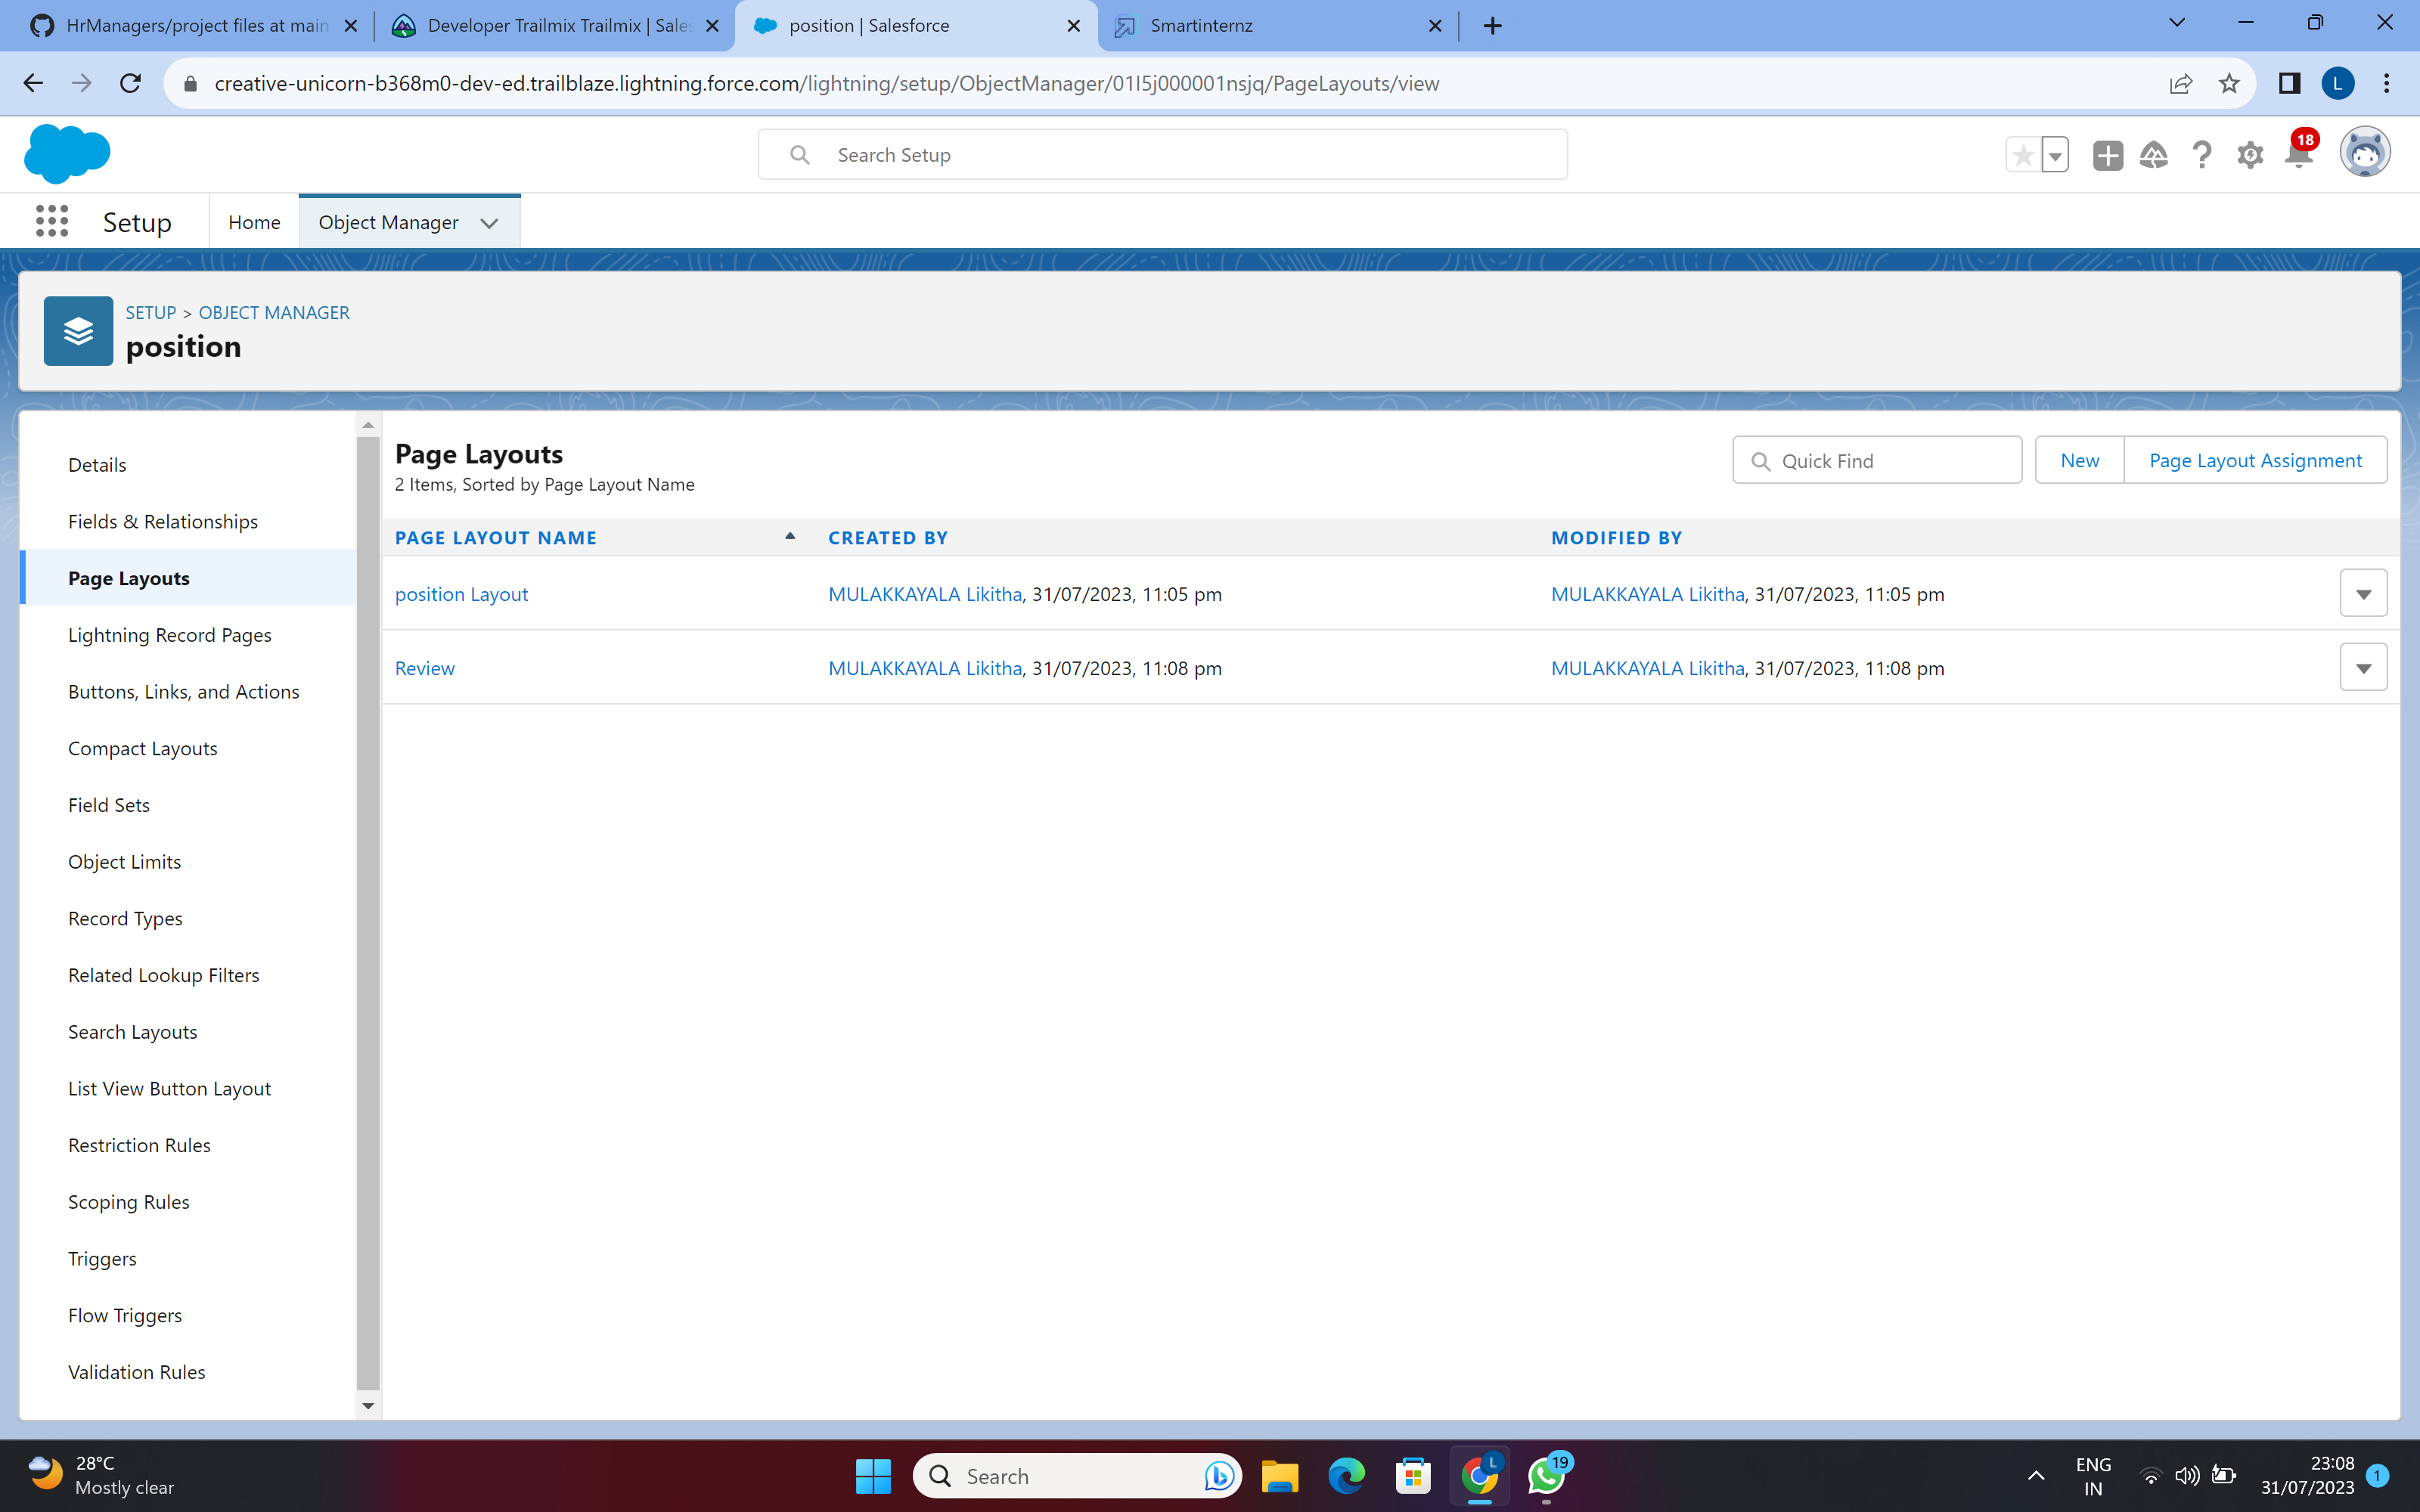 HrManagers/project files at main
Developer Trailmix Trailmix | Sales
position | Salesforce
Smartinternz
creative-unicorn-b368m0-dev-ed.trailblaze.lightning.force.com/lightning/setup/ObjectManager/01I5j000001nsjq/PageLayouts/view
L
Search Setup
18
Setup
Home
Object Manager
SETUP > OBJECT MANAGER
position
Details
Fields & Relationships
Page Layouts
Lightning Record Pages
Buttons, Links, and Actions
Compact Layouts
Field Sets
Object Limits
Record Types
Related Lookup Filters
Search Layouts
List View Button Layout
Restriction Rules
Scoping Rules
Triggers
Flow Triggers
Validation Rules
Page Layouts
2 Items, Sorted by Page Layout Name
Quick Find
New
Page Layout Assignment
PAGE LAYOUT NAME CREATED BY MODIFIED BY
position Layout MULAKKAYALA Likitha, 31/07/2023, 11:05 pm MULAKKAYALA Likitha, 31/07/2023, 11:05 pm
Review MULAKKAYALA Likitha, 31/07/2023, 11:08 pm MULAKKAYALA Likitha, 31/07/2023, 11:08 pm
28°C
Mostly clear
Search
L
19
ENG
IN
23:08
31/07/2023
1